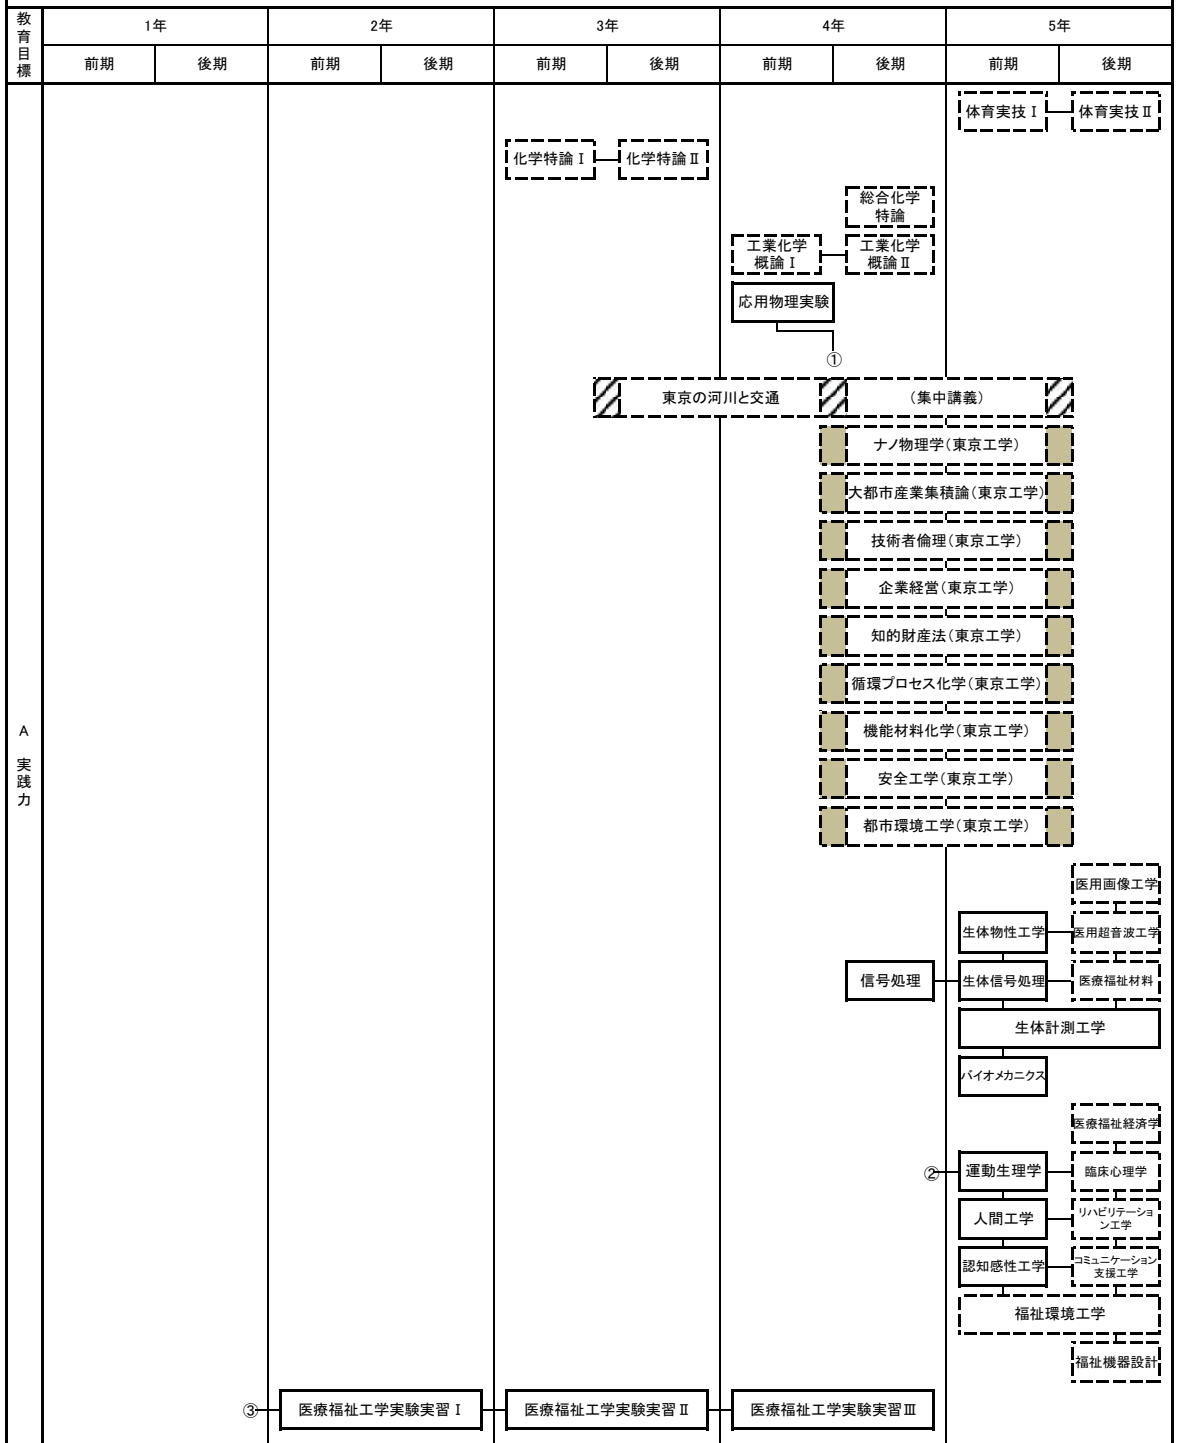 教育目標
1年
2年
3年
4年
5年
前期
後期
前期
後期
前期
後期
前期
後期
前期
後期
体育実技Ⅰ
体育実技Ⅱ
化学特論Ⅰ
化学特論Ⅱ
総合化学
特論
工業化学
概論Ⅰ
工業化学
概論Ⅱ
応用物理実験
①
東京の河川と交通
(集中講義)
ナノ物理学(東京工学)
大都市産業集積論(東京工学)
技術者倫理(東京工学)
企業経営(東京工学)
知的財産法(東京工学)
循環プロセス化学(東京工学)
機能材料化学(東京工学)
A 実践力
安全工学(東京工学)
都市環境工学(東京工学)
医用画像工学
生体物性工学
医用超音波工学
信号処理
生体信号処理
医療福祉材料
生体計測工学
バイオメカニクス
医療福祉経済学
②
運動生理学
臨床心理学
人間工学
リハビリテーショ
ン工学
認知感性工学
コミュニケーション
支援工学
福祉環境工学
福祉機器設計
③
医療福祉工学実験実習Ⅰ
医療福祉工学実験実習Ⅱ
医療福祉工学実験実習Ⅲ